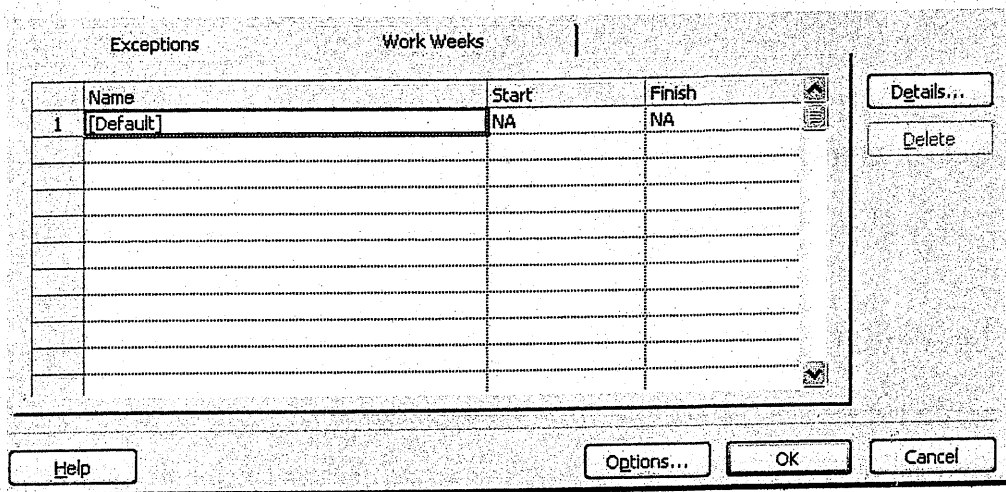 Exceptions Work Weeks
Name Start Finish
1 [Default] NA NA
Details...
Delete
Help Options... OK Cancel